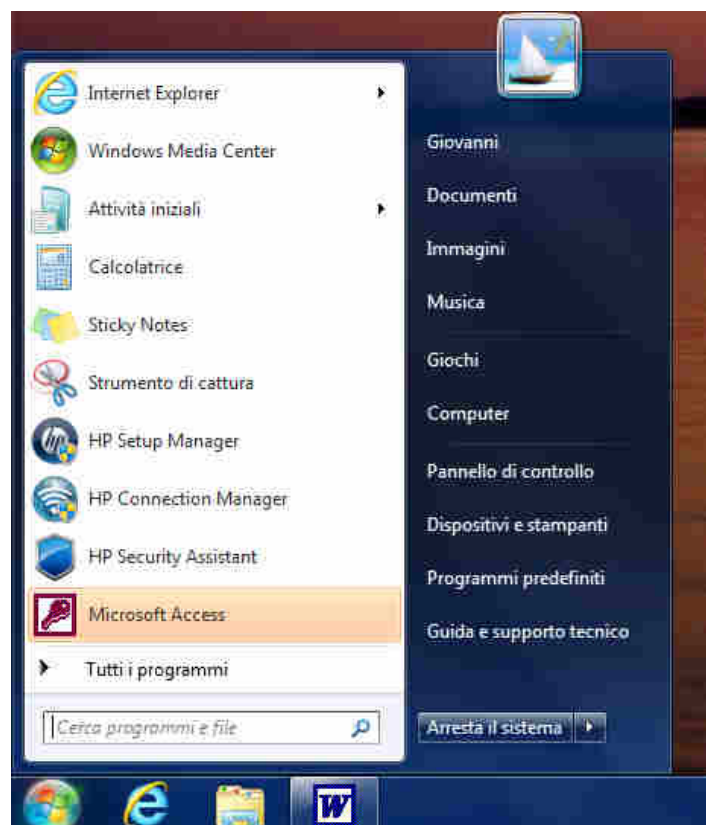 Internet Explorer
Windows Media Center
Attività iniziali
Calcolatrice
Sticky Notes
Strumento di cattura
HP Setup Manager
HP Connection Manager
HP Security Assistant
Microsoft Access
Tutti i programmi
Cerca programmi e file
Giovanni
Documenti
Immagini
Musica
Giochi
Computer
Pannello di controllo
Dispositivi e stampanti
Programmi predefiniti
Guida e supporto tecnico
Arresta il sistema